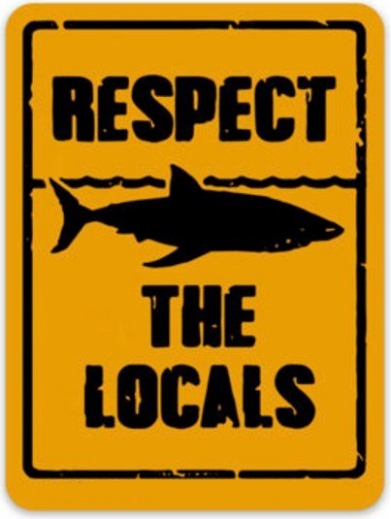 RESPECT
THE
LOCALS